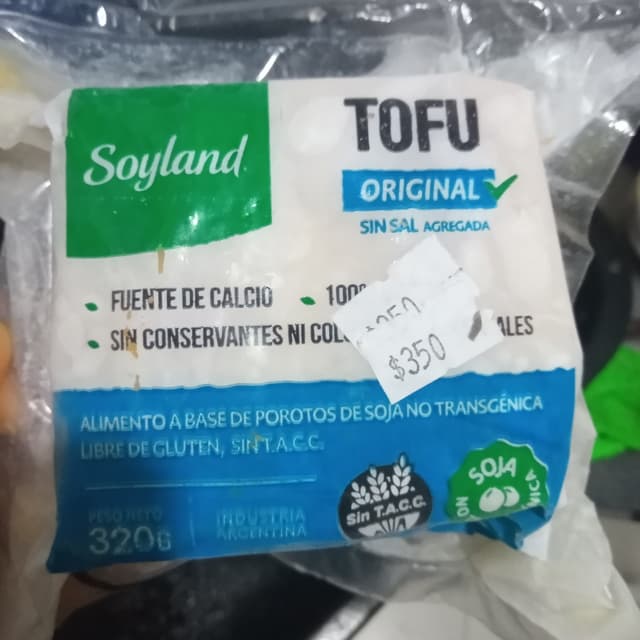 Soyland
TOFU
ORIGINAL
SIN SAL AGREGADA
FUENTE DE CALCIO
SIN CONSERVANTES NI
$350
ALIMENTO A BASE DE POROTOS DE SOJA NO TRANSGÉNICA
LIBRE DE GLUTEN, SIN T.A.C.C.
PESO NETO
320G
INDUSTRIA
ARGENTINA
Sin T.A.C.C.
SOJA
NO